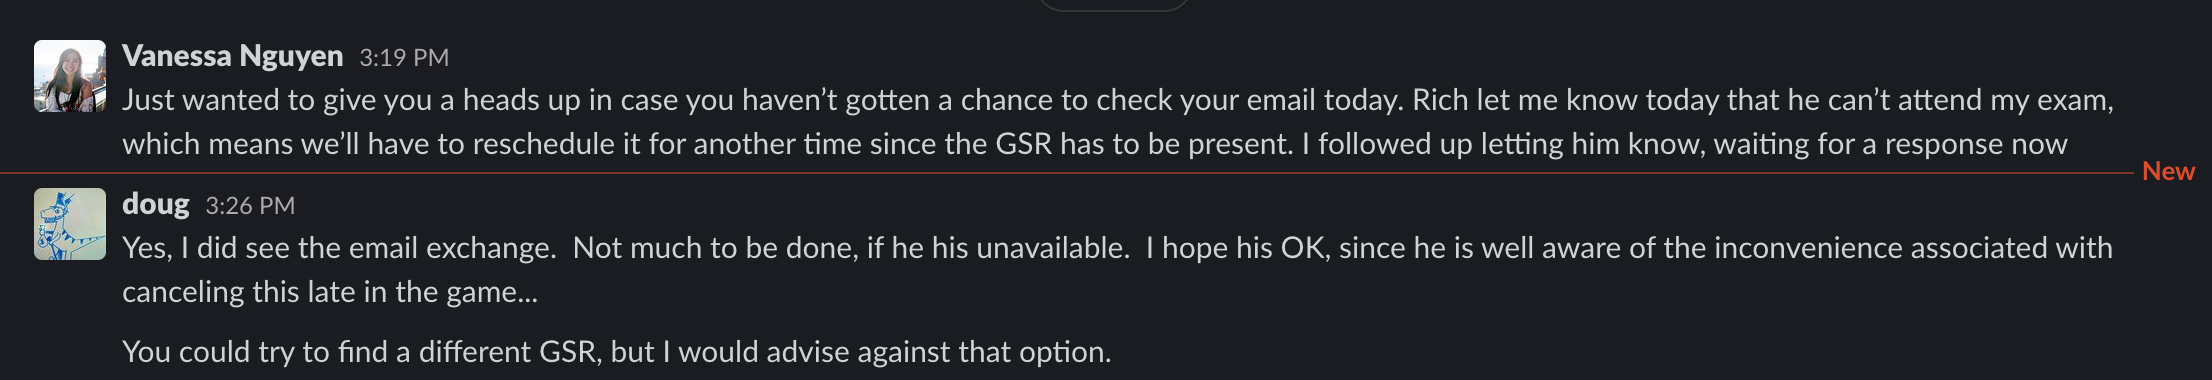 Vanessa Nguyen 3:19 PM
Just wanted to give you a heads up in case you haven’t gotten a chance to check your email today. Rich let me know today that he can’t attend my exam,
which means we’ll have to reschedule it for another time since the GSR has to be present. I followed up letting him know, waiting for a response now
New
doug 3:26 PM
Yes, I did see the email exchange.  Not much to be done, if he his unavailable.  I hope his OK, since he is well aware of the inconvenience associated with
canceling this late in the game...
You could try to find a different GSR, but I would advise against that option.